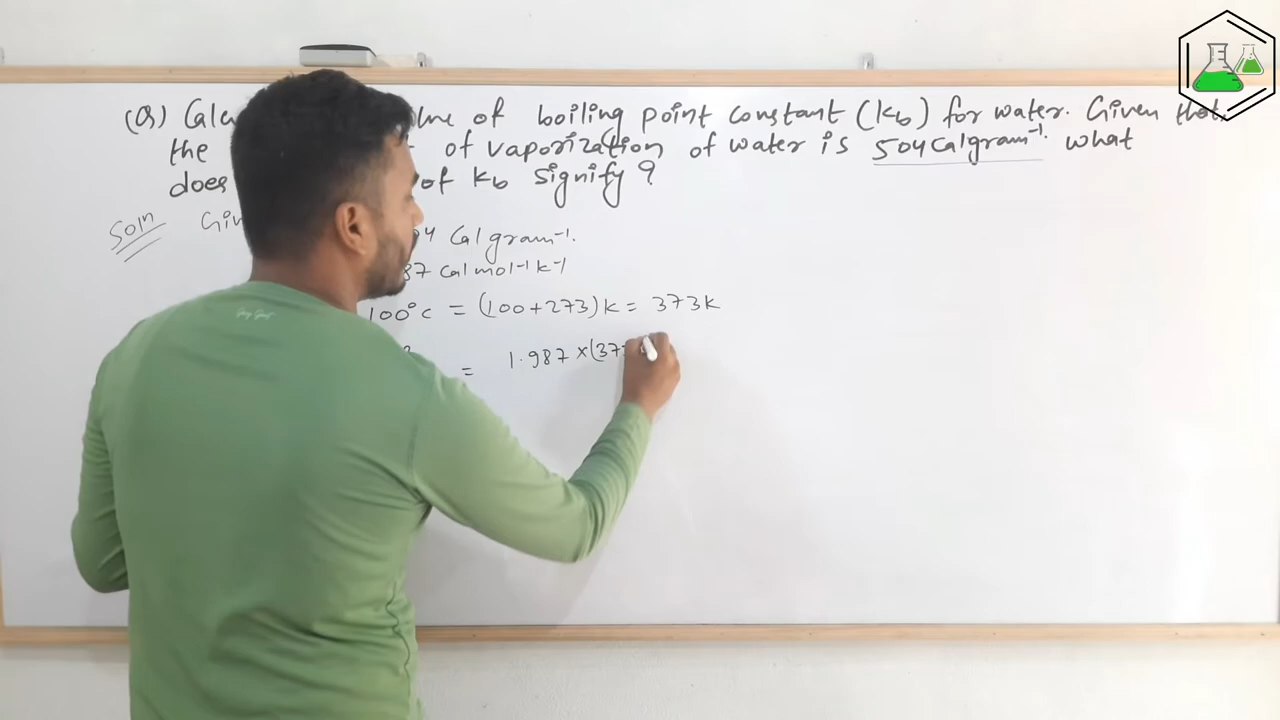 (Q) Calc of boiling point constant (Kb) for water. Given that,
the of vaporization of water is 504 Cal gram⁻¹. what
does of Kb Signify ?
Soln Giv
04 Cal gram⁻¹.
87 Cal mol⁻¹ K⁻¹
100°C = (100+273)K = 373K
= 1.987 × (37